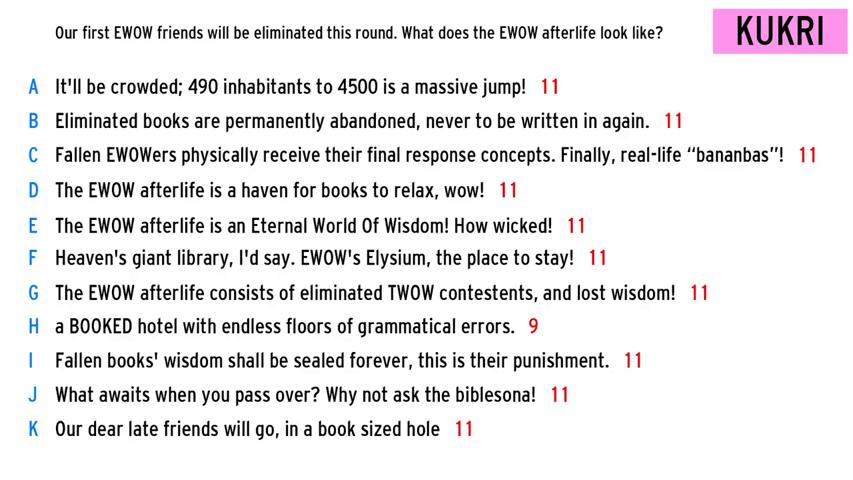 Our first EWOW friends will be eliminated this round. What does the EWOW afterlife look like?
KUKRI
A It'll be crowded; 490 inhabitants to 4500 is a massive jump! 11
B Eliminated books are permanently abandoned, never to be written in again. 11
C Fallen EWOWers physically receive their final response concepts. Finally, real-life “bananbas”! 11
D The EWOW afterlife is a haven for books to relax, wow! 11
E The EWOW afterlife is an Eternal World Of Wisdom! How wicked! 11
F Heaven's giant library, I'd say. EWOW's Elysium, the place to stay! 11
G The EWOW afterlife consists of eliminated TWOW contestents, and lost wisdom! 11
H a BOOKED hotel with endless floors of grammatical errors. 9
I Fallen books' wisdom shall be sealed forever, this is their punishment. 11
J What awaits when you pass over? Why not ask the biblesona! 11
K Our dear late friends will go, in a book sized hole 11